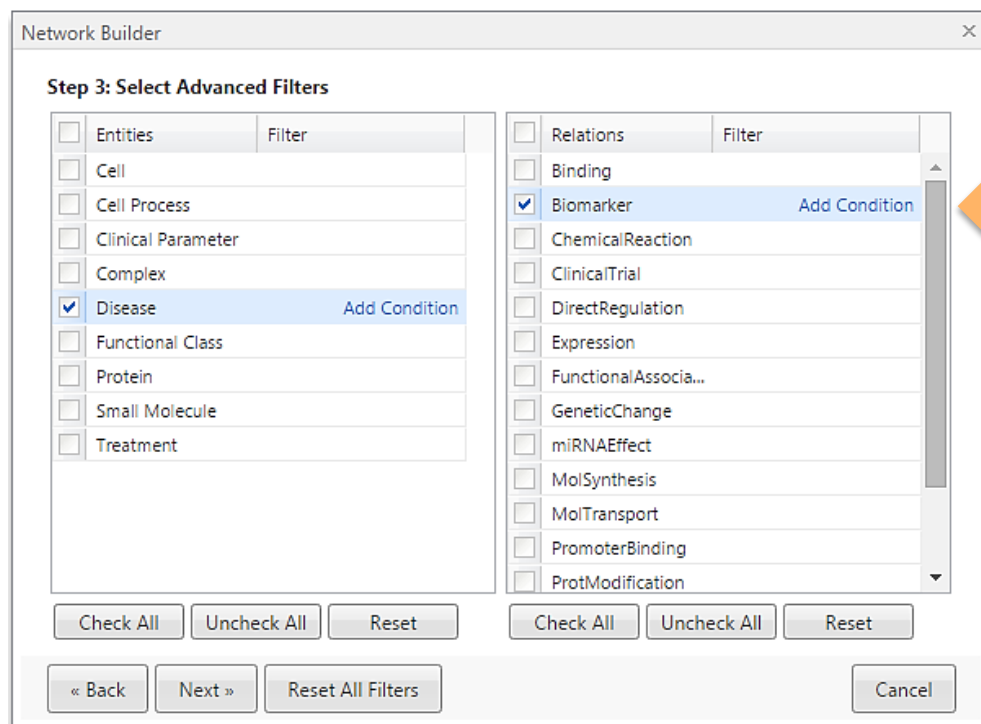 Network Builder
Step 3: Select Advanced Filters
Entities Filter
Cell
Cell Process
Clinical Parameter
Complex
Disease Add Condition
Functional Class
Protein
Small Molecule
Treatment
Check All Uncheck All Reset
Relations Filter
Binding
Biomarker Add Condition
ChemicalReaction
ClinicalTrial
DirectRegulation
Expression
FunctionalAssocia...
GeneticChange
miRNAEffect
MolSynthesis
MolTransport
PromoterBinding
ProtModification
Check All Uncheck All Reset
« Back Next » Reset All Filters Cancel